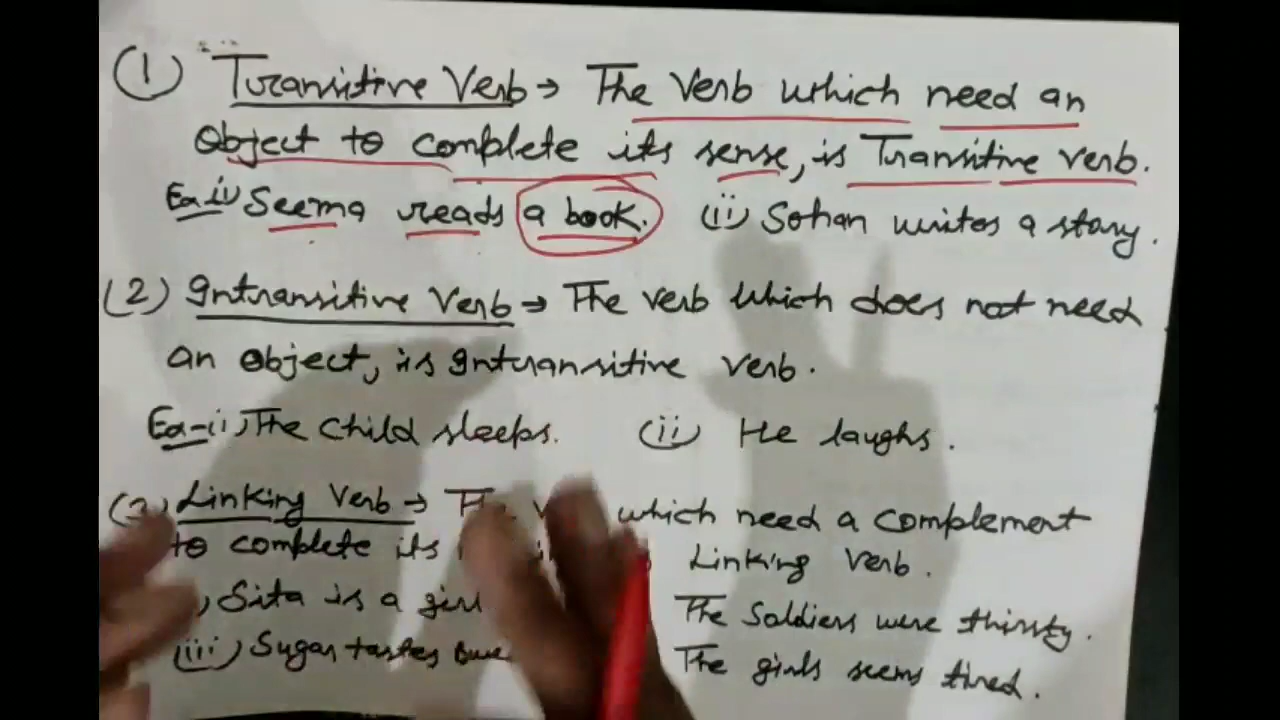 (1) Transitive Verb → The verb which need an
object to complete its sense, is Transitive verb.
Ex-(i) Seema reads a book. (ii) Sohan writes a story.
(2) Intransitive Verb → The verb which does not need
an object, is Intransitive verb.
Ex-(i) The child sleeps. (ii) He laughs.
Linking Verb → which need a complement
to complete its Linking Verb.
Sita is a girl The Soldiers were thirsty.
(iii) Sugar tastes The girls seems tired.